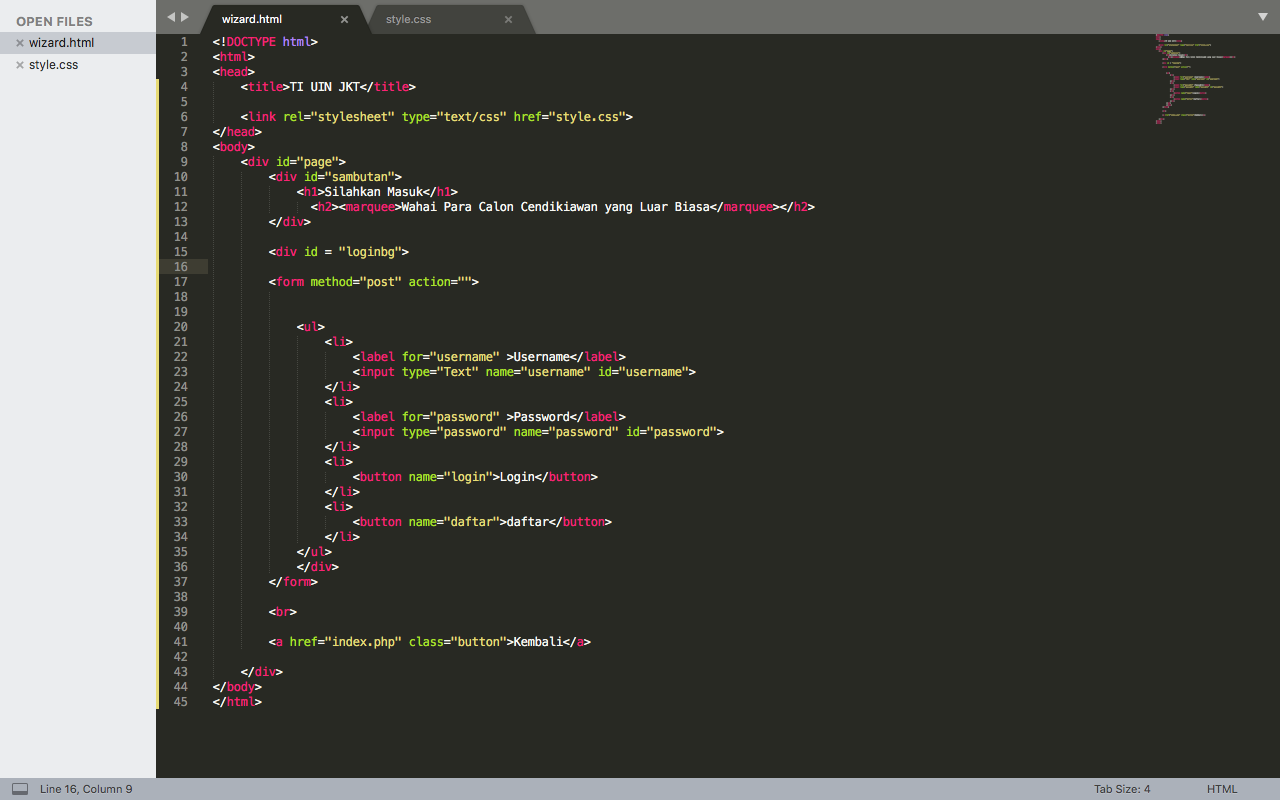 OPEN FILES
wizard.html
style.css
wizard.html
style.css
1 <!DOCTYPE html>
2 <html>
3 <head>
4     <title>TI UIN JKT</title>
5
6     <link rel="stylesheet" type="text/css" href="style.css">
7 </head>
8 <body>
9     <div id="page">
10         <div id="sambutan">
11             <h1>Silahkan Masuk</h1>
12               <h2><marquee>Wahai Para Calon Cendikiawan yang Luar Biasa</marquee></h2>
13         </div>
14
15         <div id = "loginbg">
16
17         <form method="post" action="">
18
19
20             <ul>
21                 <li>
22                     <label for="username" >Username</label>
23                     <input type="Text" name="username" id="username">
24                 </li>
25                 <li>
26                     <label for="password" >Password</label>
27                     <input type="password" name="password" id="password">
28                 </li>
29                 <li>
30                     <button name="login">Login</button>
31                 </li>
32                 <li>
33                     <button name="daftar">daftar</button>
34                 </li>
35             </ul>
36             </div>
37         </form>
38
39         <br>
40
41         <a href="index.php" class="button">Kembali</a>
42
43     </div>
44 </body>
45 </html>
Line 16, Column 9
Tab Size: 4
HTML